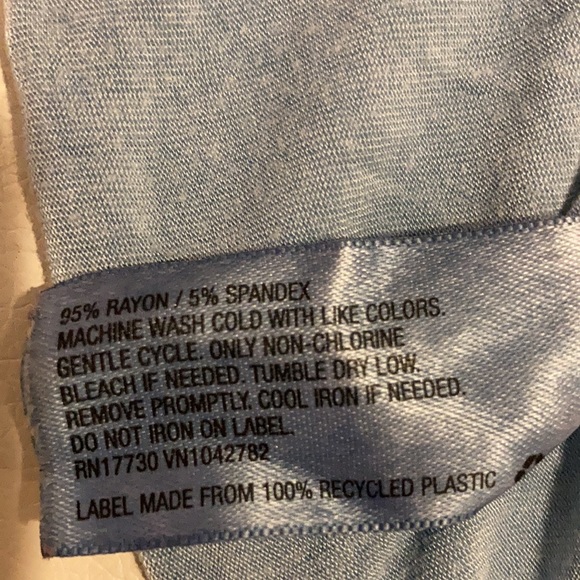 95% RAYON / 5% SPANDEX
MACHINE WASH COLD WITH LIKE COLORS.
GENTLE CYCLE. ONLY NON-CHLORINE
BLEACH IF NEEDED. TUMBLE DRY LOW.
REMOVE PROMPTLY. COOL IRON IF NEEDED.
DO NOT IRON ON LABEL.
RN17730 VN1042782
LABEL MADE FROM 100% RECYCLED PLASTIC